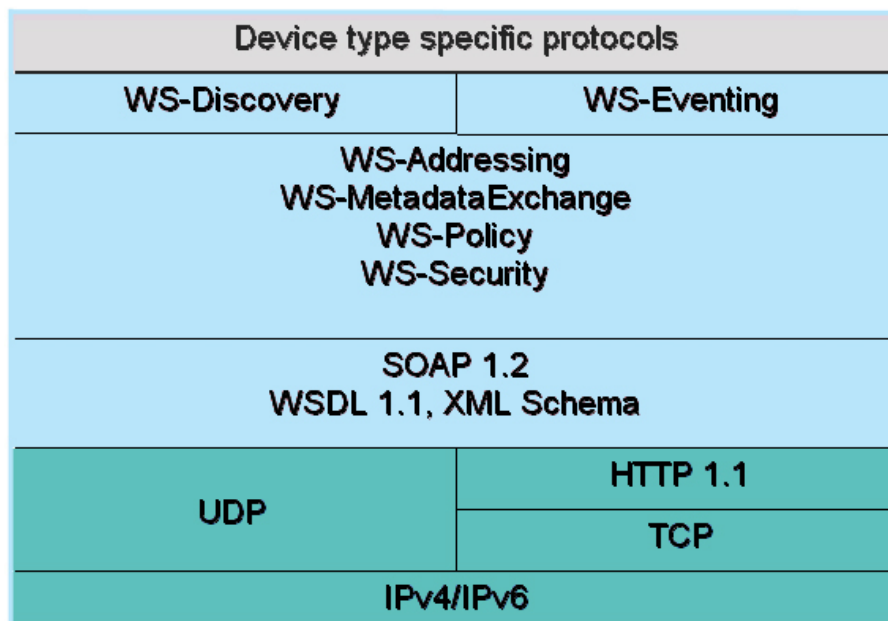 Device type specific protocols
WS-Discovery
WS-Eventing
WS-Addressing
WS-MetadataExchange
WS-Policy
WS-Security
SOAP 1.2
WSDL 1.1, XML Schema
UDP
HTTP 1.1
TCP
IPv4/IPv6